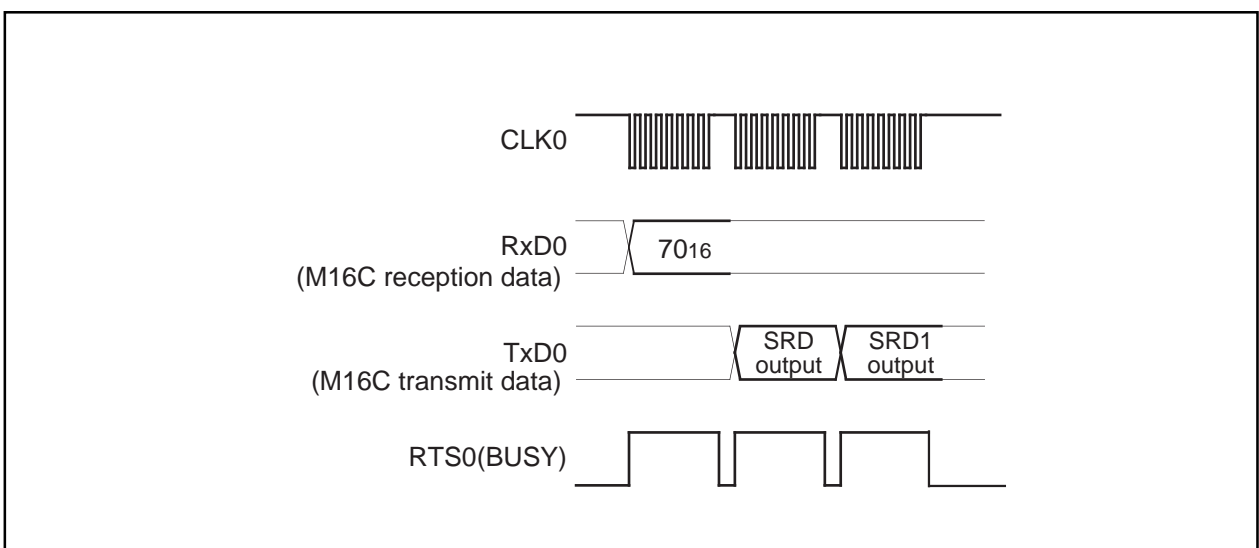 CLK0
RxD0
(M16C reception data)
7016
TxD0
(M16C transmit data)
SRD
output
SRD1
output
RTS0(BUSY)